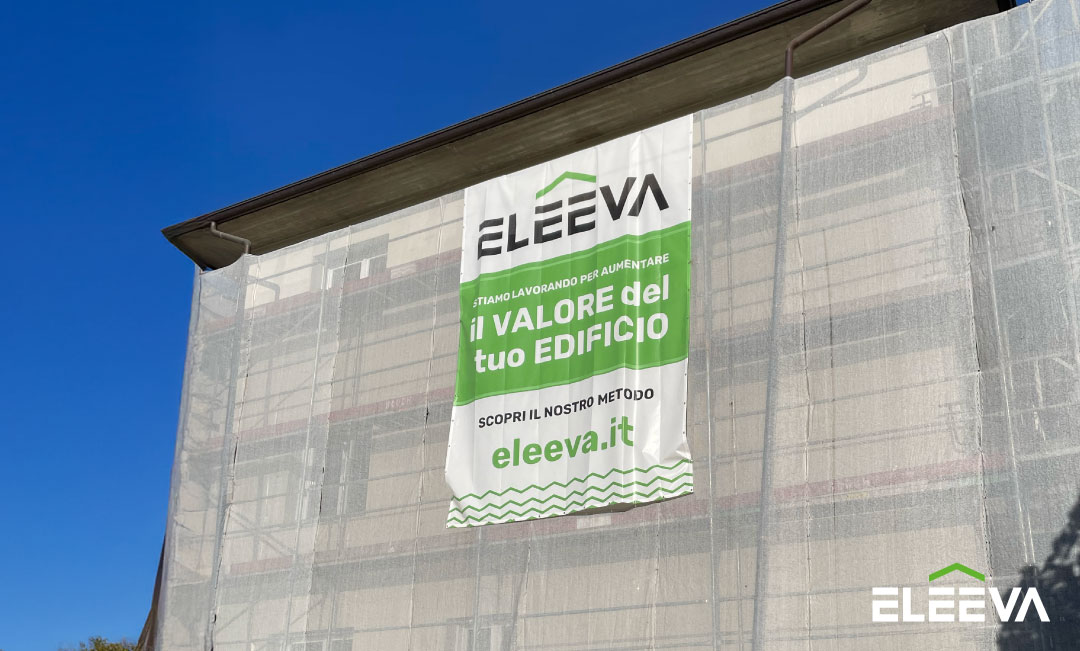 ELEEVA
STIAMO LAVORANDO PER AUMENTARE
il VALORE del
tuo EDIFICIO
SCOPRI IL NOSTRO METODO
eleeva.it
ELEEVA